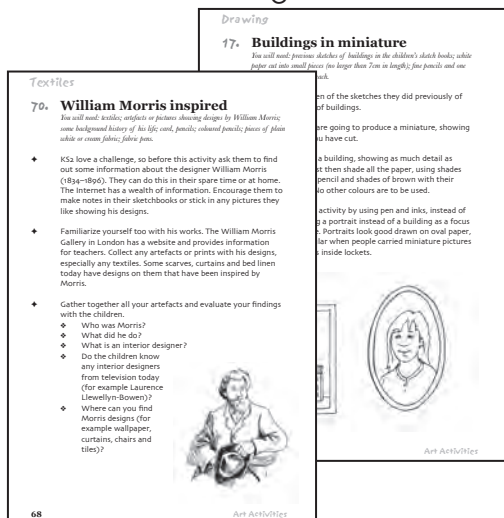 Drawing
17. Buildings in miniature
You will need: previous sketches of buildings in the children's sketch books; white
paper cut into small pieces (no larger than 7cm in length); fine pencils and one
each.
en of the sketches they did previously of
of buildings.
are going to produce a miniature, showing
ou have cut.
a building, showing as much detail as
st then shade all the paper, using shades
pencil and shades of brown with their
No other colours are to be used.
activity by using pen and inks, instead of
g a portrait instead of a building as a focus
e. Portraits look good drawn on oval paper,
lar when people carried miniature pictures
s inside lockets.
Art Activities
Textiles
70. William Morris inspired
You will need: textiles; artefacts or pictures showing designs by William Morris;
some background history of his life; card, pencils; coloured pencils; pieces of plain
white or cream fabric; fabric pens.
✦ KS2 love a challenge, so before this activity ask them to find
out some information about the designer William Morris
(1834–1896). They can do this in their spare time or at home.
The Internet has a wealth of information. Encourage them to
make notes in their sketchbooks or stick in any pictures they
like showing his designs.
✦ Familiarize yourself too with his works. The William Morris
Gallery in London has a website and provides information
for teachers. Collect any artefacts or prints with his designs,
especially any textiles. Some scarves, curtains and bed linen
today have designs on them that have been inspired by
Morris.
✦ Gather together all your artefacts and evaluate your findings
with the children.
❖ Who was Morris?
❖ What did he do?
❖ What is an interior designer?
❖ Do the children know
any interior designers
from television today
(for example Laurence
Llewellyn-Bowen)?
❖ Where can you find
Morris designs (for
example wallpaper,
curtains, chairs and
tiles)?
68
Art Activities